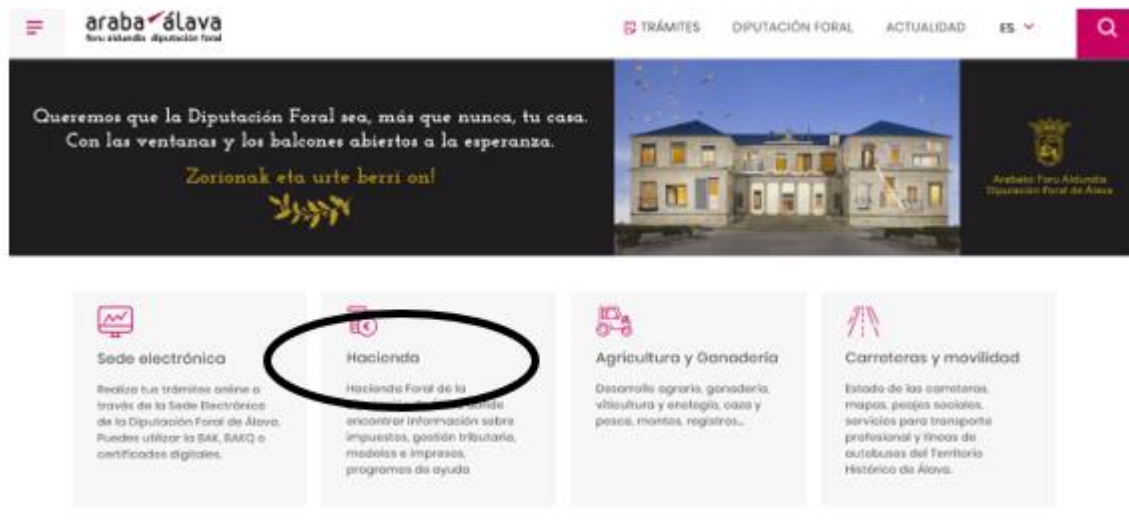 araba álava
foru aldundia diputación foral
TRÁMITES DIPUTACIÓN FORAL ACTUALIDAD ES
Queremos que la Diputación Foral sea, más que nunca, tu casa.
Con las ventanas y los balcones abiertos a la esperanza.
Zorionak eta urte berri on!
Arabako Foru Aldundia
Diputación Foral de Álava
Sede electrónica
Realiza tus trámites online a
través de la Sede Electrónica
de la Diputación Foral de Álava.
Puedes utilizar la BAK, BAKQ o
certificados digitales.
Hacienda
Hacienda Foral de la
donde
encontrar información sobre
impuestos, gestión tributaria,
modelos e impresos,
programas de ayuda
Agricultura y Ganadería
Desarrollo agrario, ganadería,
viticultura y enología, caza y
pesca, montes, registros...
Carreteras y movilidad
Estado de las carreteras,
mapas, peajes sociales,
servicios para transporte
profesional y líneas de
autobuses del Territorio
Histórico de Álava.